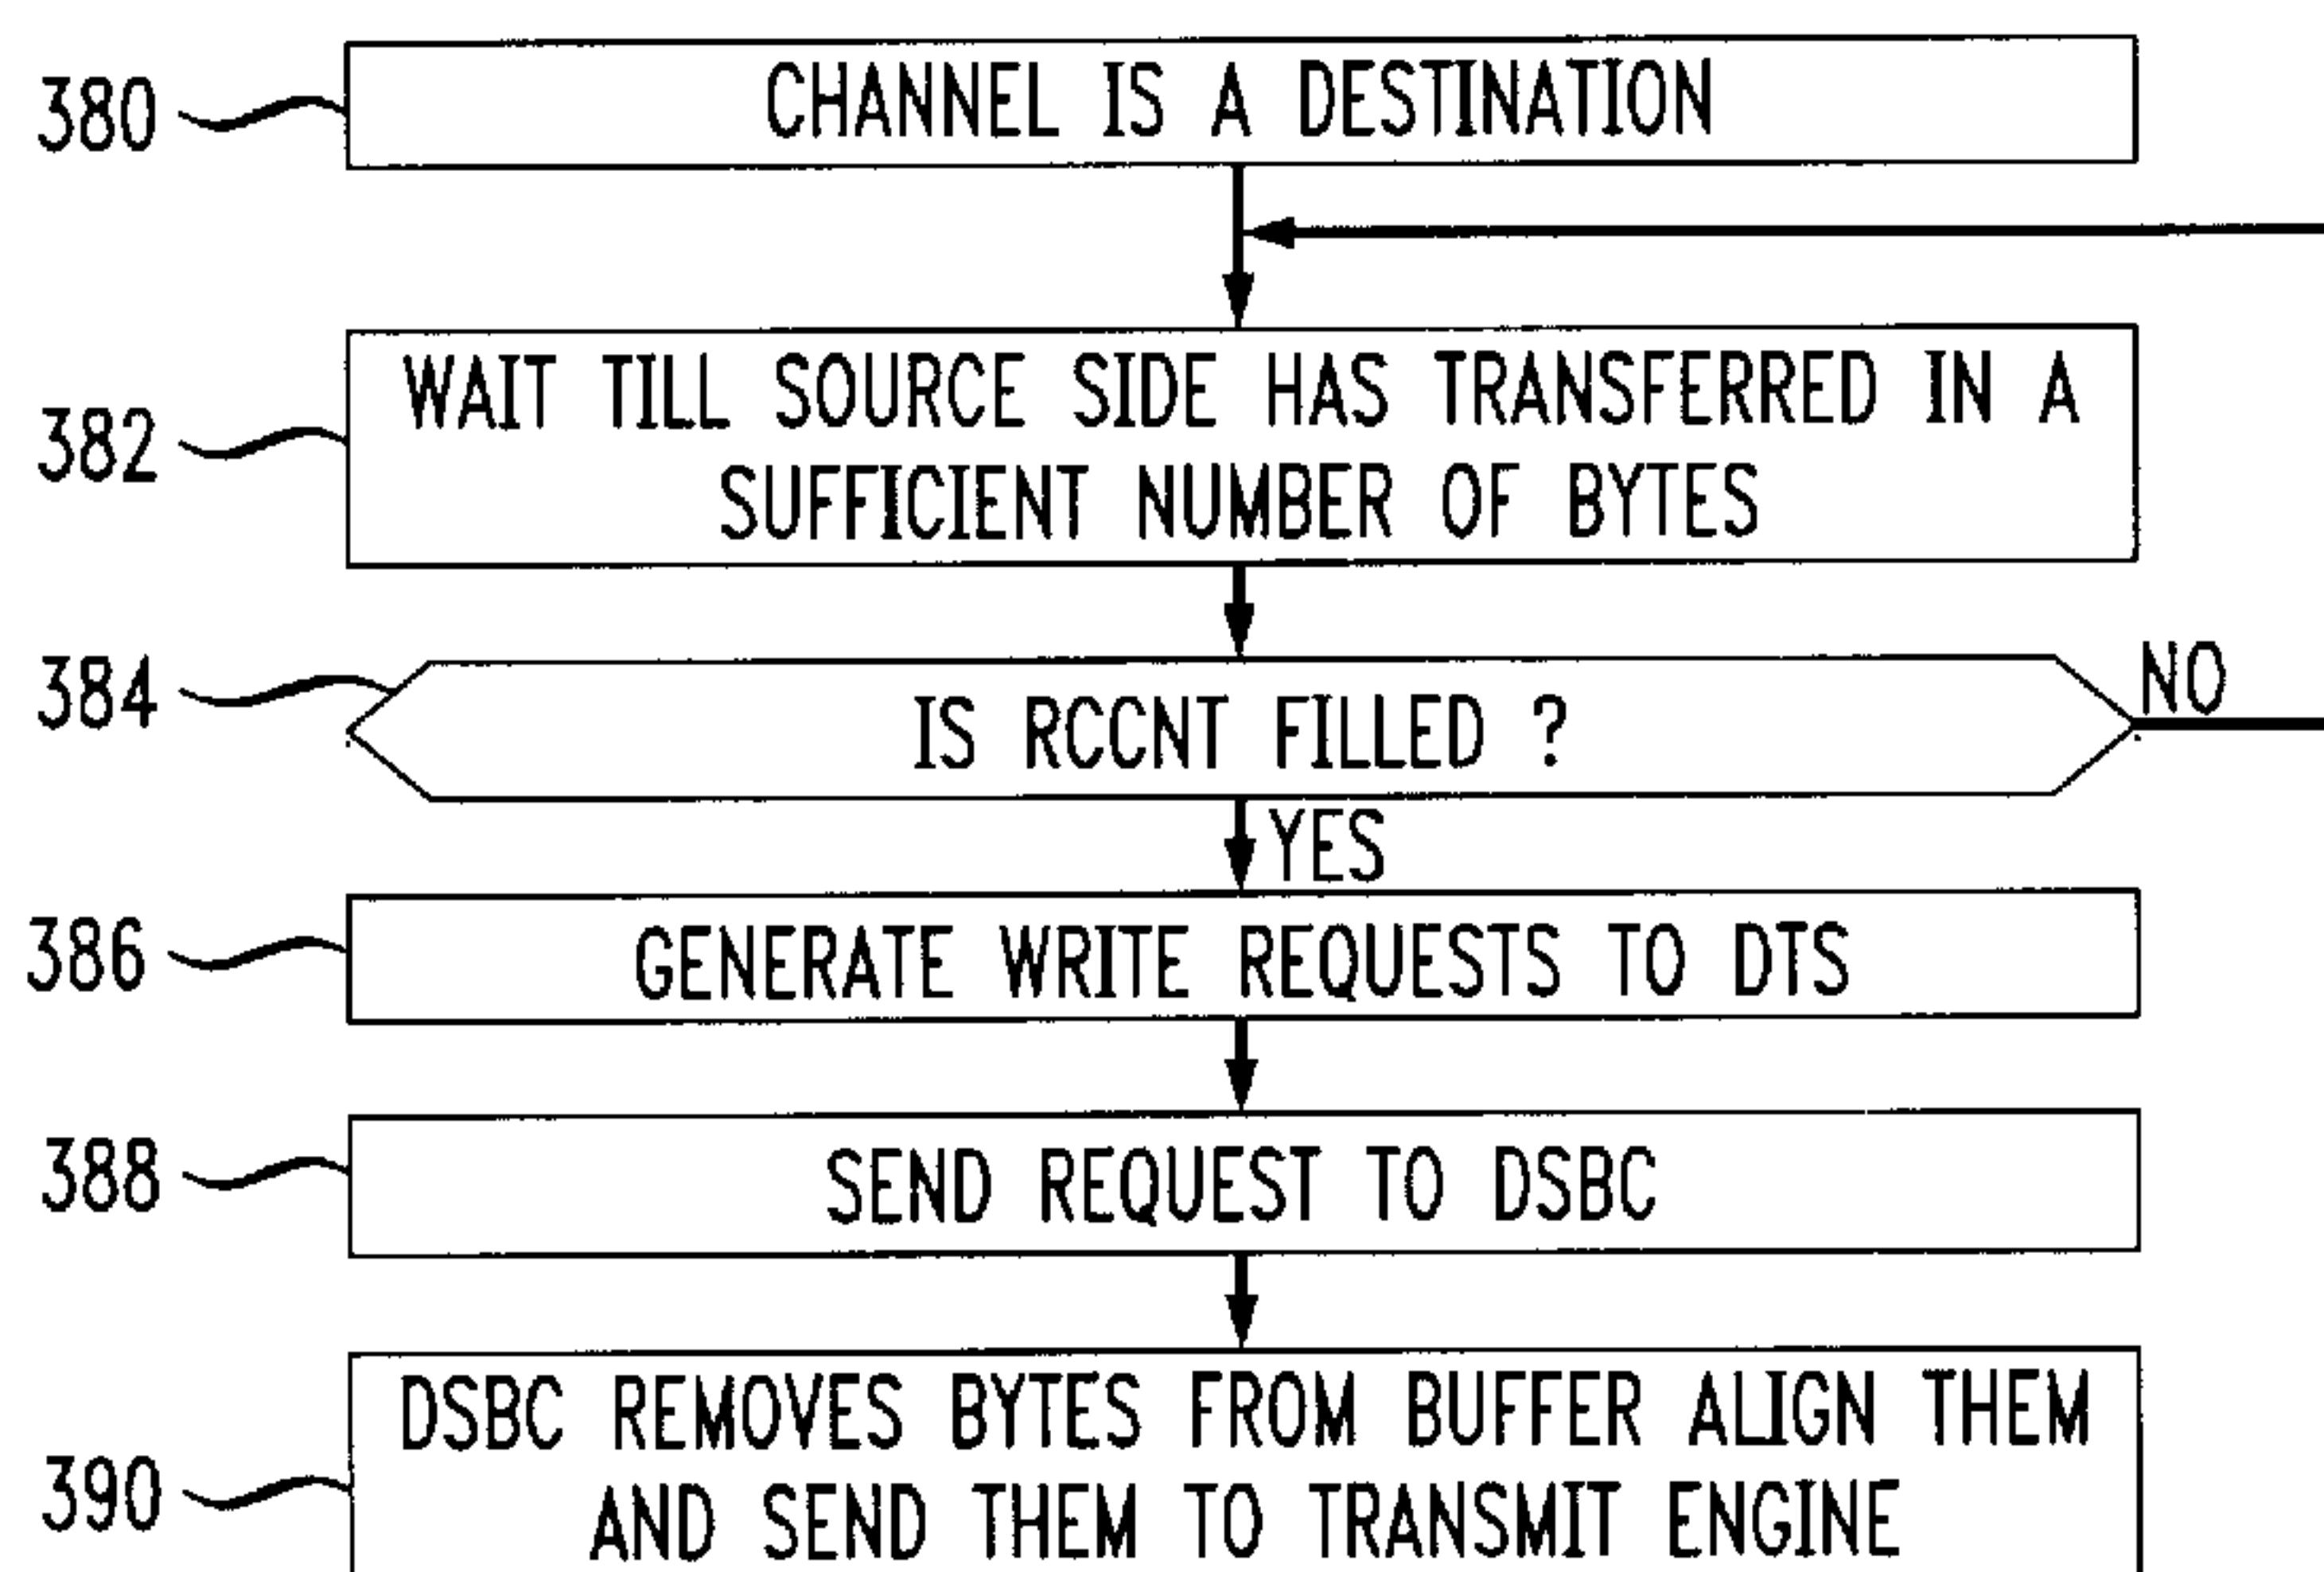 380
CHANNEL IS A DESTINATION
382
WAIT TILL SOURCE SIDE HAS TRANSFERRED IN A
SUFFICIENT NUMBER OF BYTES
384
IS RCCNT FILLED ?
NO
YES
386
GENERATE WRITE REQUESTS TO DTS
388
SEND REQUEST TO DSBC
390
DSBC REMOVES BYTES FROM BUFFER ALIGN THEM
AND SEND THEM TO TRANSMIT ENGINE